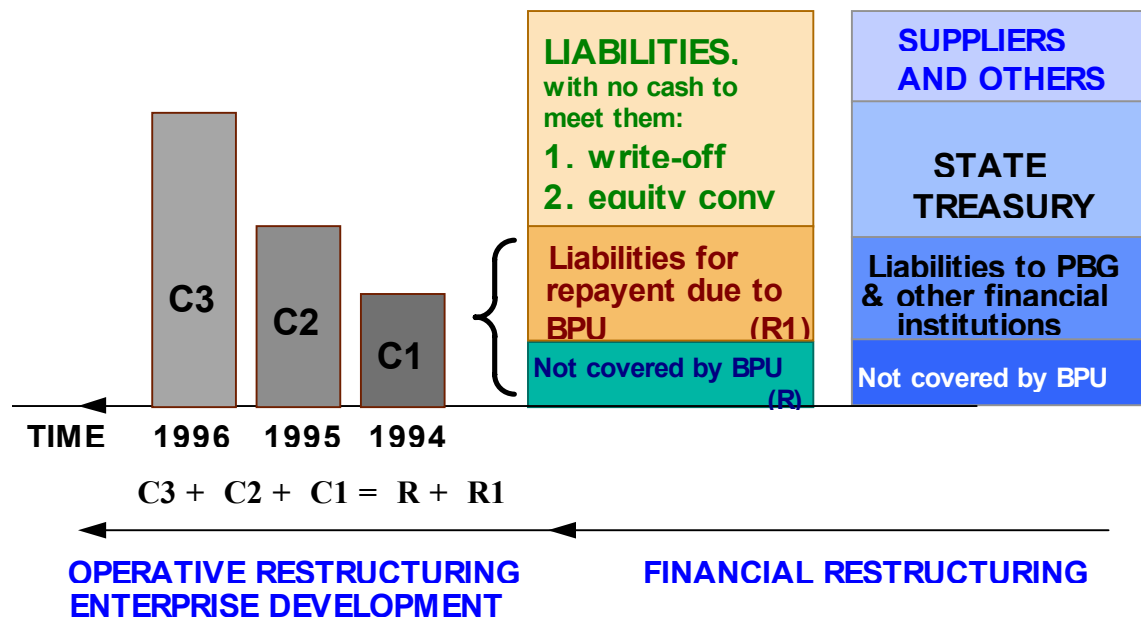 LIABILITIES,
with no cash to
meet them:
1. write-off
2. equity conv
Liabilities for
repayent due to
BPU (R1)
Not covered by BPU
(R)
SUPPLIERS
AND OTHERS
STATE
TREASURY
Liabilities to PBG
& other financial
institutions
Not covered by BPU
C3
C2
C1
TIME 1996 1995 1994
C3 + C2 + C1 = R + R1
OPERATIVE RESTRUCTURING
ENTERPRISE DEVELOPMENT
FINANCIAL RESTRUCTURING